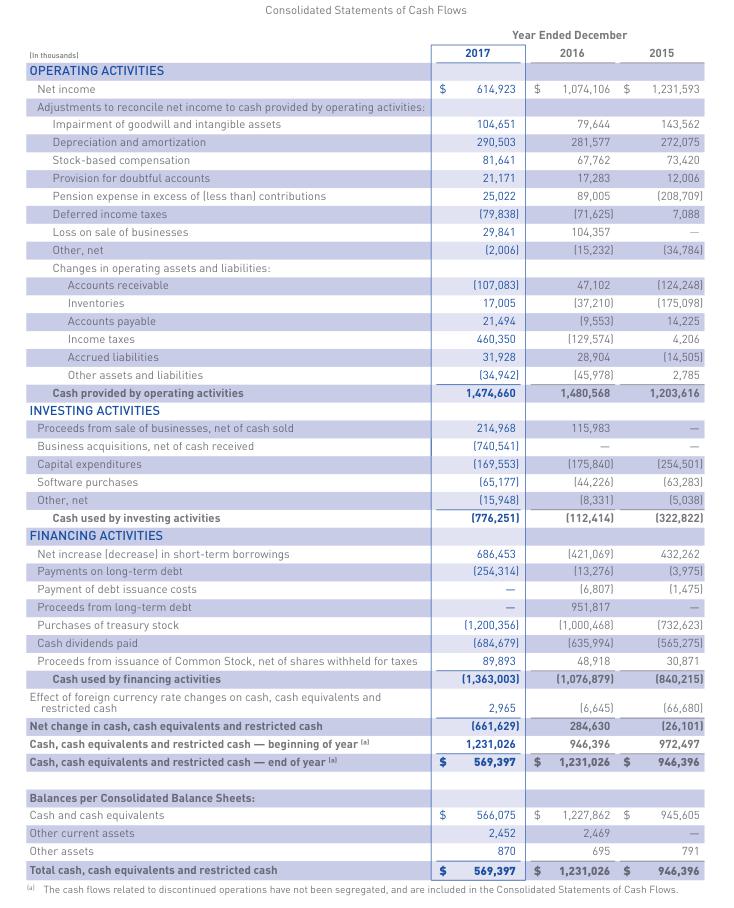 Consolidated Statements of Cash Flows
Year Ended December
(In thousands) 2017 2016 2015
OPERATING ACTIVITIES
Net income $ 614,923 $ 1,074,106 $ 1,231,593
Adjustments to reconcile net income to cash provided by operating activities:
Impairment of goodwill and intangible assets 104,651 79,644 143,562
Depreciation and amortization 290,503 281,577 272,075
Stock-based compensation 81,641 67,762 73,420
Provision for doubtful accounts 21,171 17,283 12,006
Pension expense in excess of (less than) contributions 25,022 89,005 (208,709)
Deferred income taxes (79,838) (71,625) 7,088
Loss on sale of businesses 29,841 104,357 —
Other, net (2,006) (15,232) (34,784)
Changes in operating assets and liabilities:
Accounts receivable (107,083) 47,102 (124,248)
Inventories 17,005 (37,210) (175,098)
Accounts payable 21,494 (9,553) 14,225
Income taxes 460,350 (129,574) 4,206
Accrued liabilities 31,928 28,904 (14,505)
Other assets and liabilities (34,942) (45,978) 2,785
Cash provided by operating activities 1,474,660 1,480,568 1,203,616
INVESTING ACTIVITIES
Proceeds from sale of businesses, net of cash sold 214,968 115,983 —
Business acquisitions, net of cash received (740,541) — —
Capital expenditures (169,553) (175,840) (254,501)
Software purchases (65,177) (44,226) (63,283)
Other, net (15,948) (8,331) (5,038)
Cash used by investing activities (776,251) (112,414) (322,822)
FINANCING ACTIVITIES
Net increase (decrease) in short-term borrowings 686,453 (421,069) 432,262
Payments on long-term debt (254,314) (13,276) (3,975)
Payment of debt issuance costs — (6,807) (1,475)
Proceeds from long-term debt — 951,817 —
Purchases of treasury stock (1,200,356) (1,000,468) (732,623)
Cash dividends paid (684,679) (635,994) (565,275)
Proceeds from issuance of Common Stock, net of shares withheld for taxes 89,893 48,918 30,871
Cash used by financing activities (1,363,003) (1,076,879) (840,215)
Effect of foreign currency rate changes on cash, cash equivalents and
restricted cash 2,965 (6,645) (66,680)
Net change in cash, cash equivalents and restricted cash (661,629) 284,630 (26,101)
Cash, cash equivalents and restricted cash — beginning of year (a) 1,231,026 946,396 972,497
Cash, cash equivalents and restricted cash — end of year (a) $ 569,397 $ 1,231,026 $ 946,396
Balances per Consolidated Balance Sheets:
Cash and cash equivalents $ 566,075 $ 1,227,862 $ 945,605
Other current assets 2,452 2,469 —
Other assets 870 695 791
Total cash, cash equivalents and restricted cash $ 569,397 $ 1,231,026 $ 946,396
(a) The cash flows related to discontinued operations have not been segregated, and are included in the Consolidated Statements of Cash Flows.